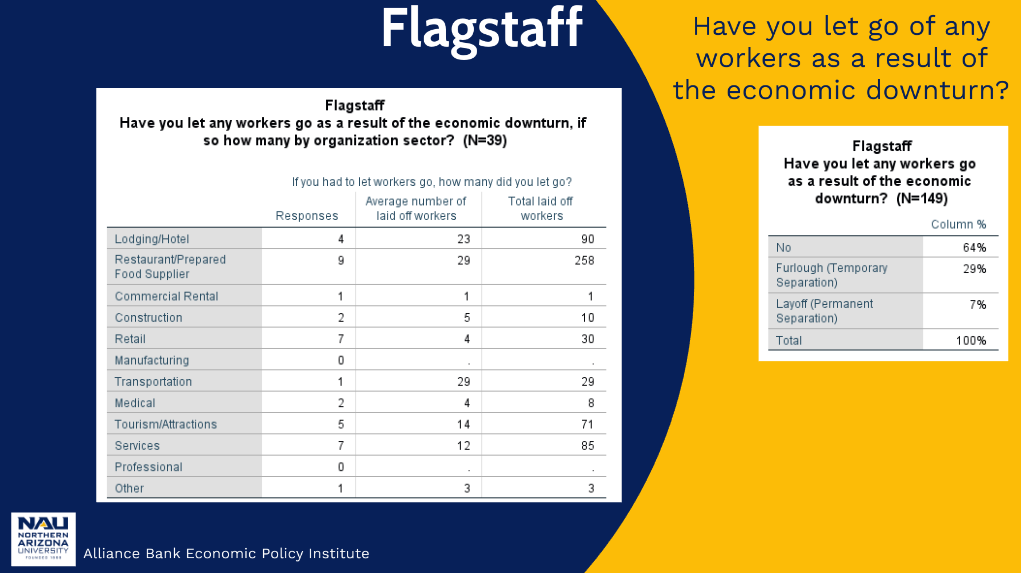 Flagstaff
Have you let go of any
workers as a result of
the economic downturn?
Flagstaff
Have you let any workers go as a result of the economic downturn, if
so how many by organization sector? (N=39)
If you had to let workers go, how many did you let go?
Responses Average number of laid off workers Total laid off workers
Lodging/Hotel 4 23 90
Restaurant/Prepared Food Supplier 9 29 258
Commercial Rental 1 1 1
Construction 2 5 10
Retail 7 4 30
Manufacturing 0 . .
Transportation 1 29 29
Medical 2 4 8
Tourism/Attractions 5 14 71
Services 7 12 85
Professional 0 . .
Other 1 3 3
Flagstaff
Have you let any workers go
as a result of the economic
downturn? (N=149)
Column %
No 64%
Furlough (Temporary Separation) 29%
Layoff (Permanent Separation) 7%
Total 100%
NAU
NORTHERN
ARIZONA
UNIVERSITY
FOUNDED 1899
Alliance Bank Economic Policy Institute